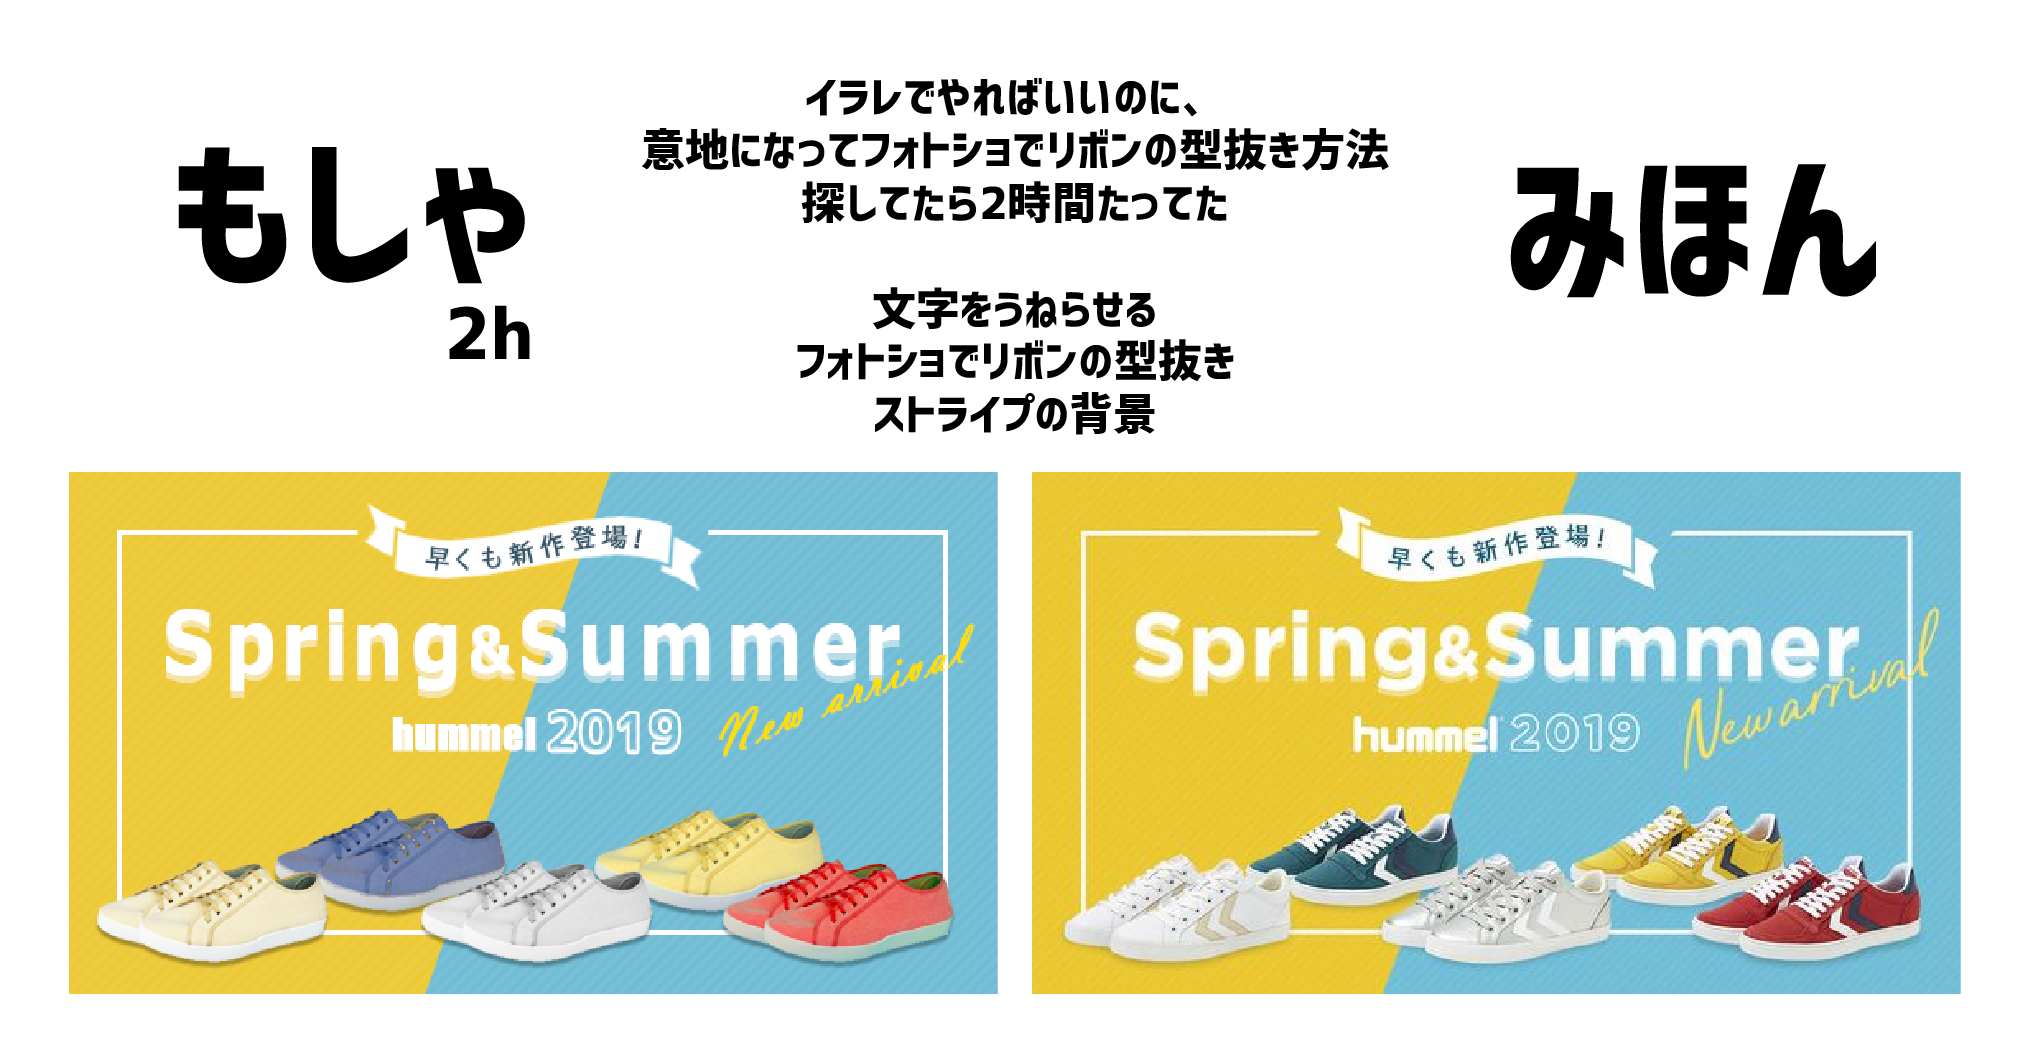 もしゃ
2h
イラレでやればいいのに、
意地になってフォトショでリボンの型抜き方法
探してたら2時間たってた
文字をうねらせる
フォトショでリボンの型抜き
ストライプの背景
みほん
早くも新作登場!
Spring&Summer
New arrival
hummel 2019
早くも新作登場!
Spring&Summer
New arrival
hummel 2019